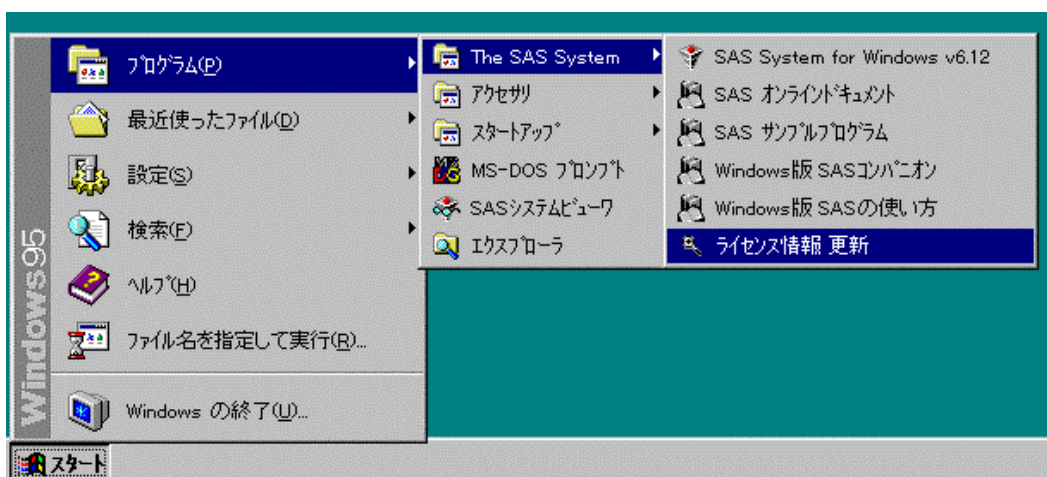 Windows95
プログラム(P)
最近使ったファイル(D)
設定(S)
検索(F)
ヘルプ(H)
ファイル名を指定して実行(R)...
Windows の終了(U)...
スタート
The SAS System
アクセサリ
スタートアップ
MS-DOS プロンプト
SASシステムビューワ
エクスプローラ
SAS System for Windows v6.12
SAS オンラインドキュメント
SAS サンプルプログラム
Windows版 SASコンパニオン
Windows版 SASの使い方
ライセンス情報 更新